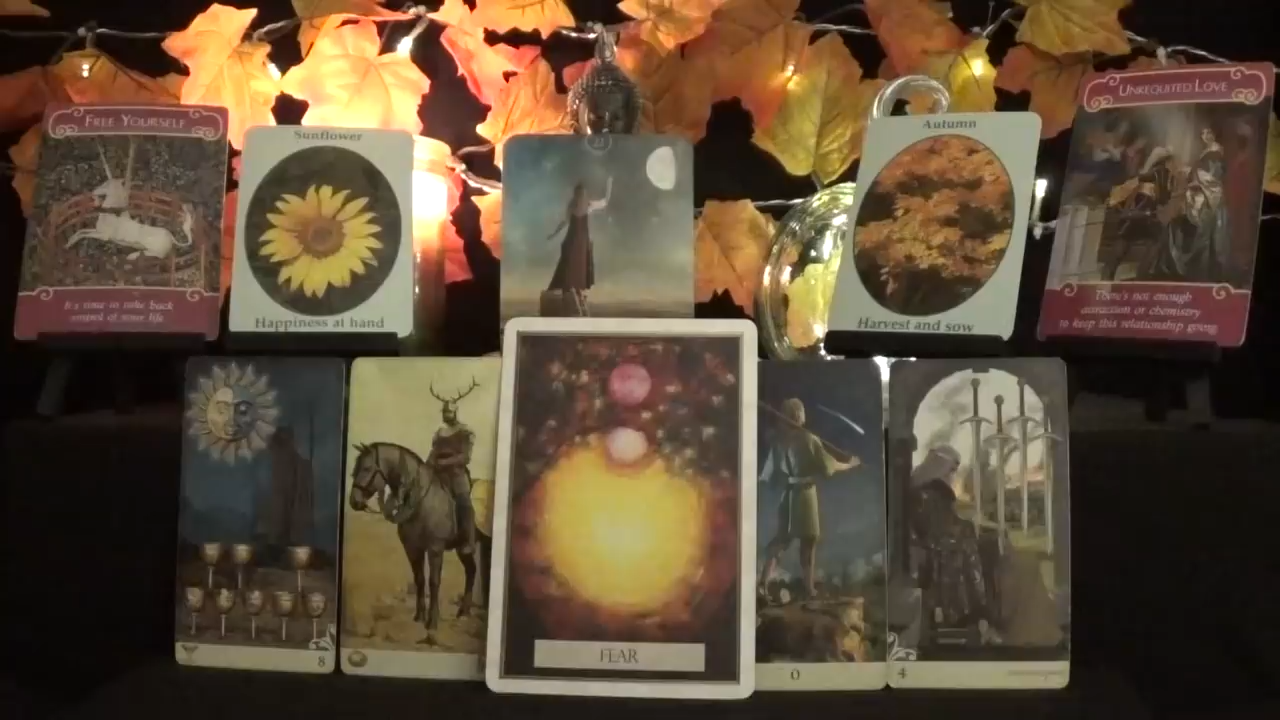 FREE YOURSELF
It's time to take back
control of your life
Sunflower
Happiness at hand
Autumn
Harvest and sow
UNREQUITED LOVE
There's not enough
attraction or chemistry
to keep this relationship going
8
FEAR
0
4